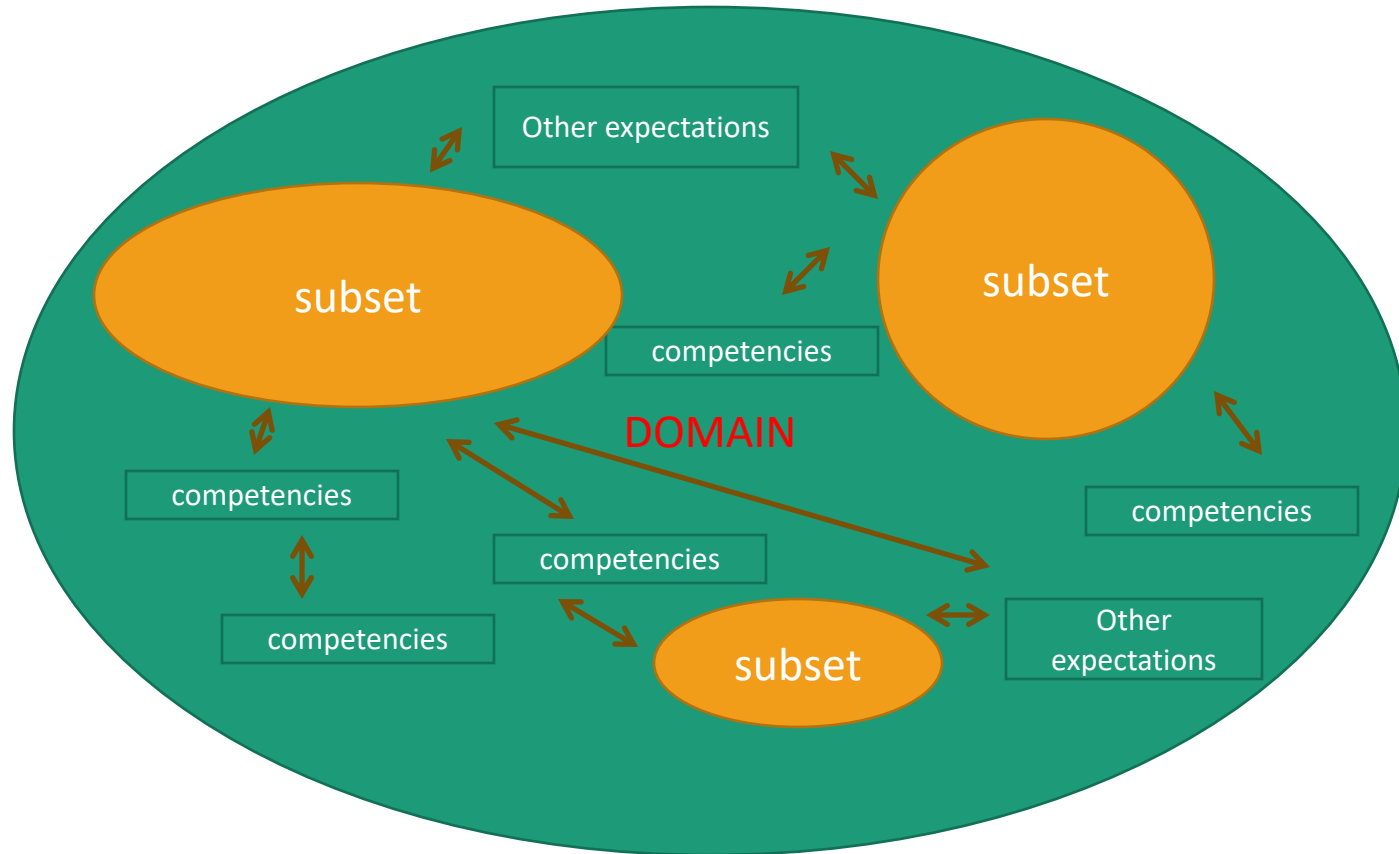 Other expectations
subset
subset
competencies
DOMAIN
competencies
competencies
competencies
competencies
Other
expectations
subset